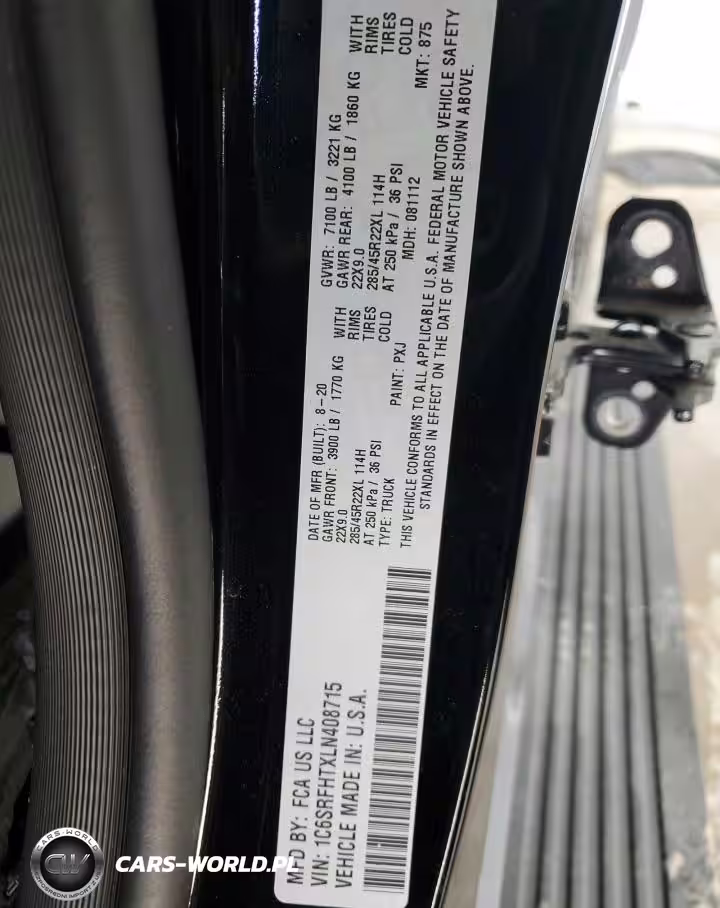 MFD BY: FCA US LLC
VIN: 1C6SRFHTXLN408715
VEHICLE MADE IN: U.S.A.
DATE OF MFR (BUILT): 8-20
GVWR: 7100 LB / 3221 KG
GAWR FRONT: 3900 LB / 1770 KG WITH
22X9.0 RIMS
285/45R22XL 114H TIRES
AT 250 kPa / 36 PSI COLD
GAWR REAR: 4100 LB / 1860 KG WITH
22X9.0 RIMS
285/45R22XL 114H TIRES
AT 250 kPa / 36 PSI COLD
TYPE: TRUCK
PAINT: PXJ
MDH: 081112
MKT: 875
THIS VEHICLE CONFORMS TO ALL APPLICABLE U.S.A. FEDERAL MOTOR VEHICLE SAFETY
STANDARDS IN EFFECT ON THE DATE OF MANUFACTURE SHOWN ABOVE.
CARS-WORLD
CW
CARS-WORLD.PL